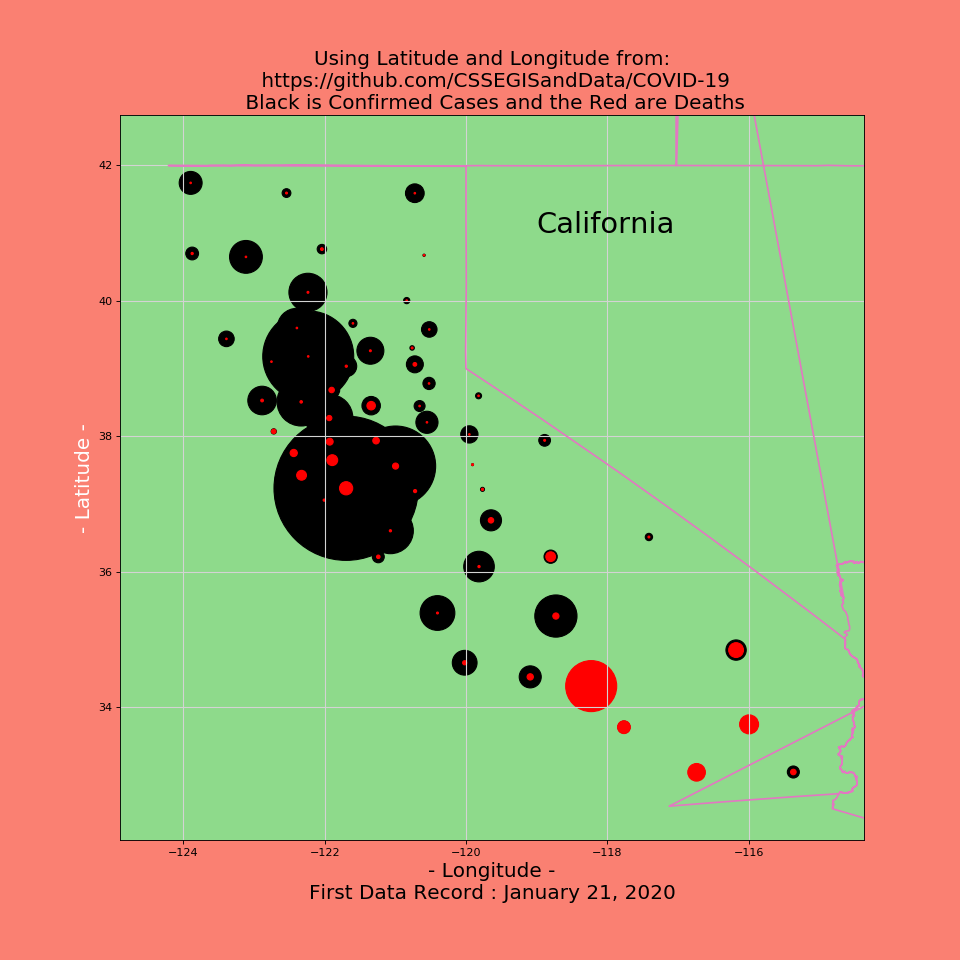 Using Latitude and Longitude from:
https://github.com/CSSEGISandData/COVID-19
Black is Confirmed Cases and the Red are Deaths
California
42
40
38
36
34
- Latitude -
−124
−122
−120
−118
−116
- Longitude -
First Data Record : January 21, 2020